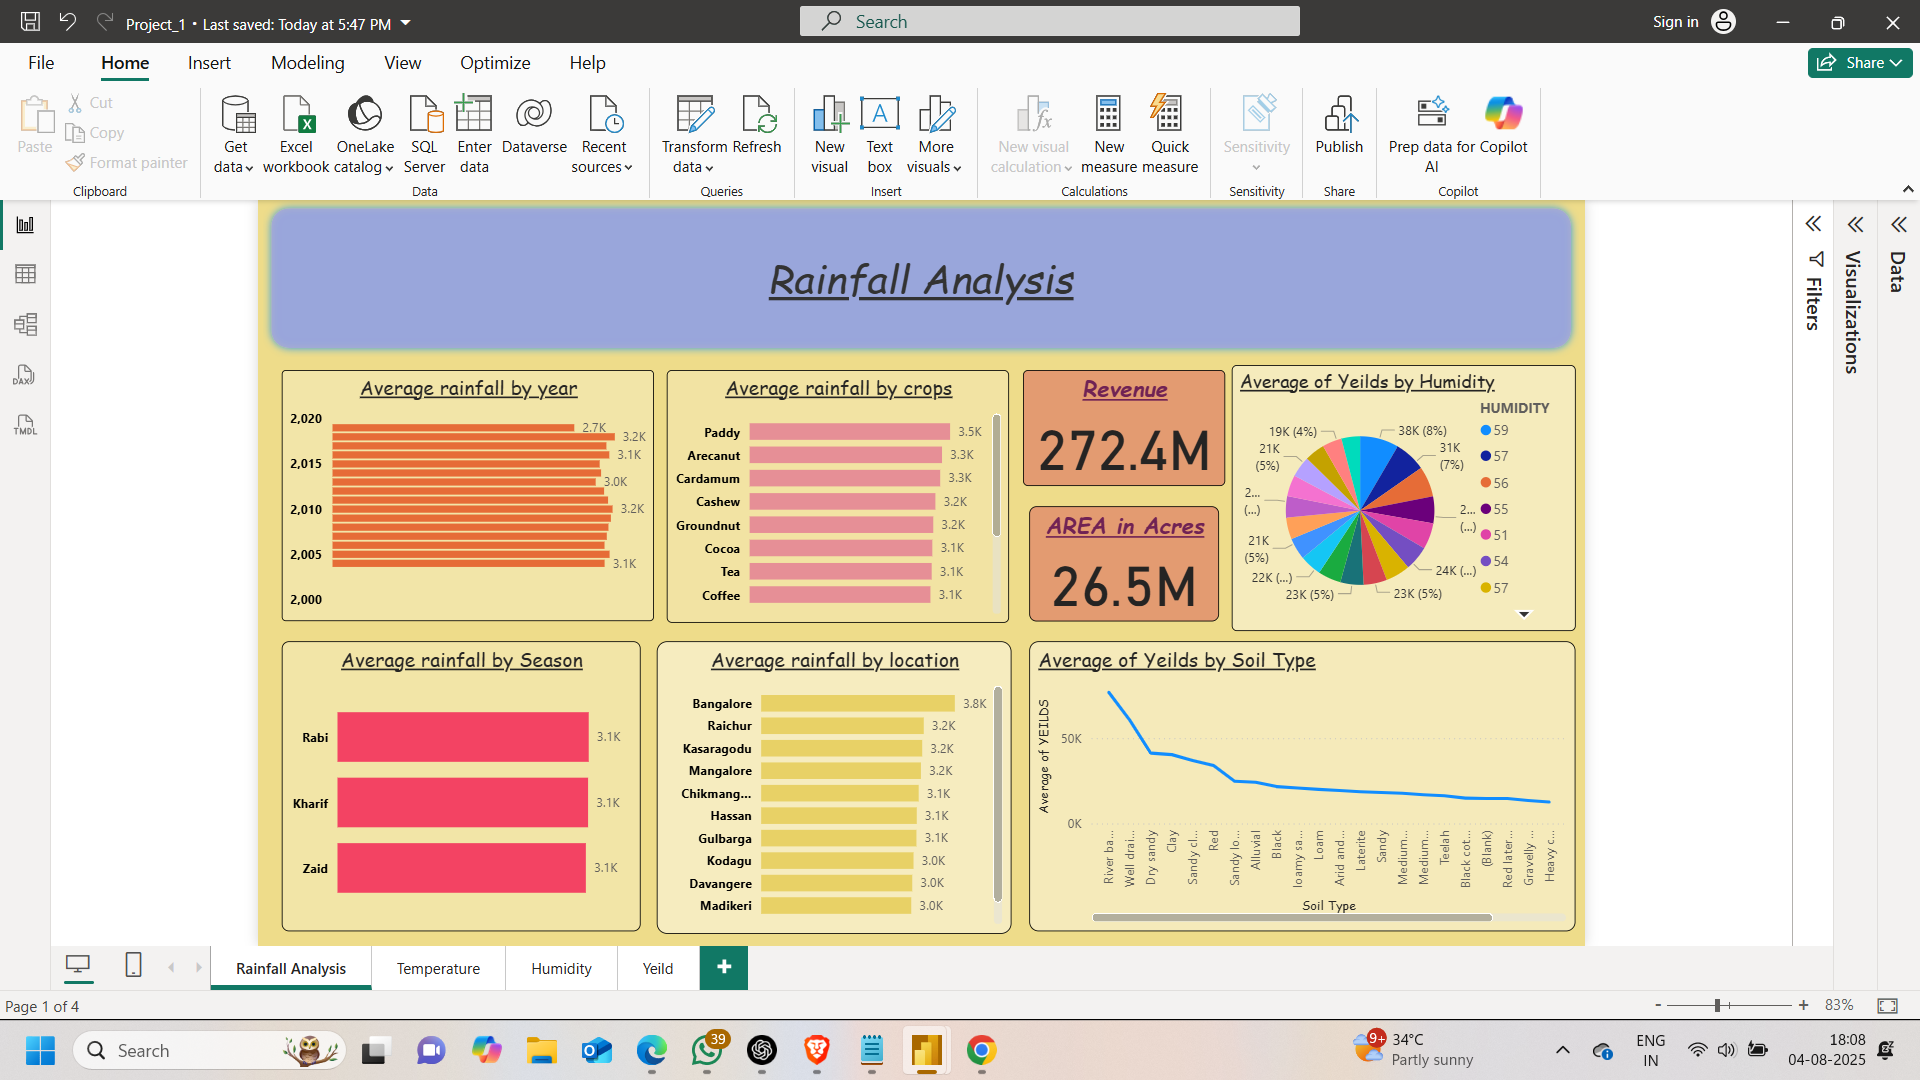 Project_1 • Last saved: Today at 5:47 PM
Search
Sign in
File Home Insert Modeling View Optimize Help
Share
Paste
Cut
Copy
Format painter
Clipboard
Get data
Excel workbook
OneLake catalog
SQL Server
Enter data
Dataverse
Recent sources
Data
Transform data
Refresh
Queries
New visual
Text box
More visuals
Insert
New visual calculation
New measure
Quick measure
Calculations
Sensitivity
Sensitivity
Publish
Share
Prep data for AI
Copilot
Copilot
Rainfall Analysis
Average rainfall by year
2,020
2,015
2,010
2,005
2,000
2.7K
3.2K
3.1K
3.0K
3.2K
3.1K
Average rainfall by crops
Paddy 3.5K
Arecanut 3.3K
Cardamum 3.3K
Cashew 3.2K
Groundnut 3.2K
Cocoa 3.1K
Tea 3.1K
Coffee 3.1K
Revenue
272.4M
AREA in Acres
26.5M
Average of Yeilds by Humidity
38K (8%)
31K (7%)
2... (...)
24K (...)
23K (5%)
23K (5%)
22K (...)
21K (5%)
2... (...)
21K (5%)
19K (4%)
HUMIDITY
59
57
56
55
51
54
57
Average rainfall by Season
Rabi 3.1K
Kharif 3.1K
Zaid 3.1K
Average rainfall by location
Bangalore 3.8K
Raichur 3.2K
Kasaragodu 3.2K
Mangalore 3.2K
Chikmang... 3.1K
Hassan 3.1K
Gulbarga 3.1K
Kodagu 3.0K
Davangere 3.0K
Madikeri 3.0K
Average of Yeilds by Soil Type
Average of YEILDS
50K
0K
River ba...
Well drai...
Dry sandy
Clay
Sandy cl...
Red
Sandy lo...
Alluvial
Black
loamy sa...
Loam
Arid and...
Laterite
Sandy
Medium...
Medium...
Teelah
Black cot...
(Blank)
Red later...
Gravelly ...
Heavy c...
Soil Type
Filters
Visualizations
Data
DAX
TMDL
Rainfall Analysis Temperature Humidity Yeild +
Page 1 of 4
- + 83%
Search
39
9+
34°C
Partly sunny
ENG
IN
18:08
04-08-2025